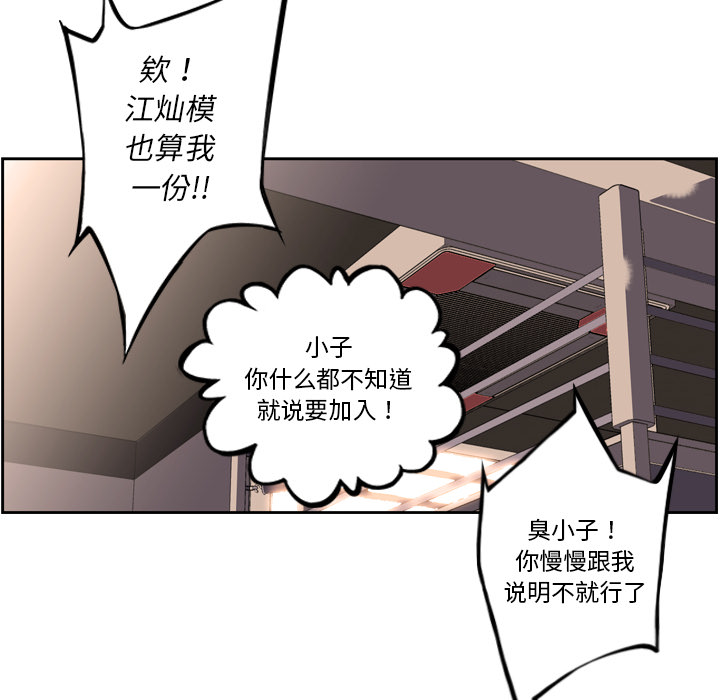 欸！
江灿模
也算我
一份!!
小子
你什么都不知道
就说要加入！
臭小子！
你慢慢跟我
说明不就行了